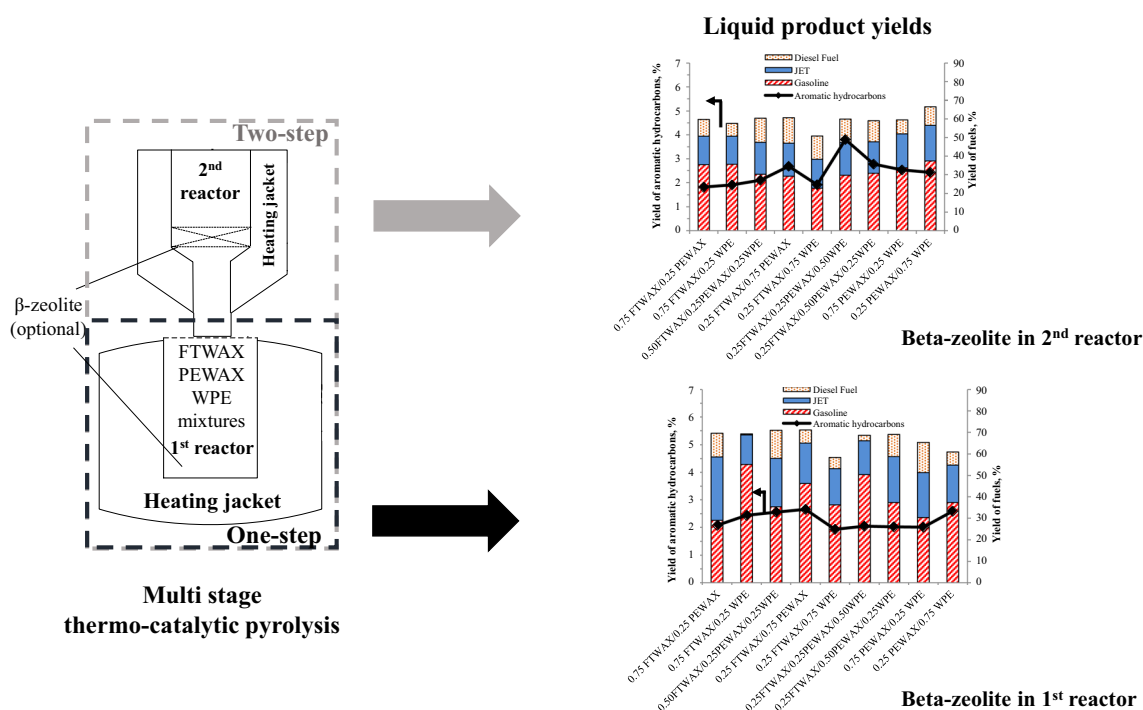 Liquid product yields
Two-step
2nd
reactor
Heating jacket
β-zeolite
(optional)
FTWAX
PEWAX
WPE
mixtures
1st reactor
Heating jacket
One-step
Multi stage
thermo-catalytic pyrolysis
Diesel Fuel
JET
Gasoline
Aromatic hydrocarbons
Yield of aromatic hydrocarbons, %
7
6
5
4
3
2
1
0
Yield of fuels, %
90
80
70
60
50
40
30
20
10
0
0.75 FTWAX/0.25 PEWAX
0.75 FTWAX/0.25 WPE
0.50FTWAX/0.25PEWAX/0.25WPE
0.25 FTWAX/0.75 PEWAX
0.25 FTWAX/0.75 WPE
0.25FTWAX/0.25PEWAX/0.50WPE
0.25FTWAX/0.50PEWAX/0.25WPE
0.75 PEWAX/0.25 WPE
0.25 PEWAX/0.75 WPE
Beta-zeolite in 2nd reactor
Diesel Fuel
JET
Gasoline
Aromatic hydrocarbons
Yield of aromatic hydrocarbons, %
7
6
5
4
3
2
1
0
Yield of fuels, %
90
80
70
60
50
40
30
20
10
0
0.75 FTWAX/0.25 PEWAX
0.75 FTWAX/0.25 WPE
0.50FTWAX/0.25PEWAX/0.25WPE
0.25 FTWAX/0.75 PEWAX
0.25 FTWAX/0.75 WPE
0.25FTWAX/0.25PEWAX/0.50WPE
0.25FTWAX/0.50PEWAX/0.25WPE
0.75 PEWAX/0.25 WPE
0.25 PEWAX/0.75 WPE
Beta-zeolite in 1st reactor